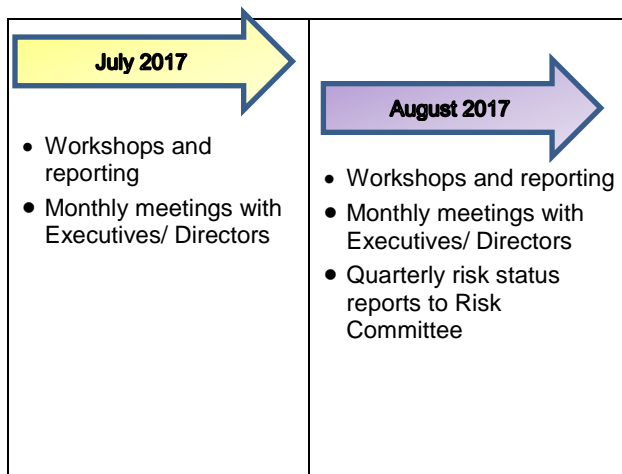 July 2017
• Workshops and
reporting
• Monthly meetings with
Executives/ Directors
August 2017
• Workshops and reporting
• Monthly meetings with
Executives/ Directors
• Quarterly risk status
reports to Risk
Committee